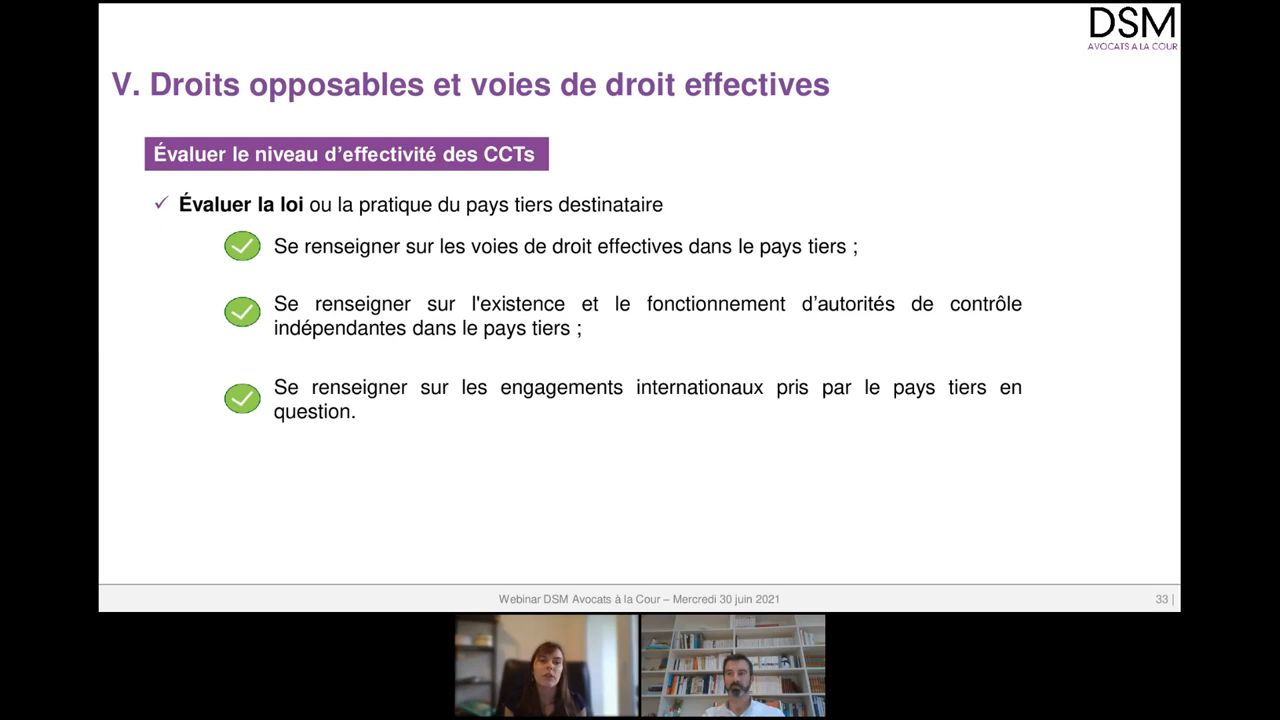 DSM
AVOCATS A LA COUR
V. Droits opposables et voies de droit effectives
Évaluer le niveau d’effectivité des CCTs
Évaluer la loi ou la pratique du pays tiers destinataire
Se renseigner sur les voies de droit effectives dans le pays tiers ;
Se renseigner sur l'existence et le fonctionnement d’autorités de contrôle
indépendantes dans le pays tiers ;
Se renseigner sur les engagements internationaux pris par le pays tiers en
question.
Webinar DSM Avocats à la Cour – Mercredi 30 juin 2021
33 |